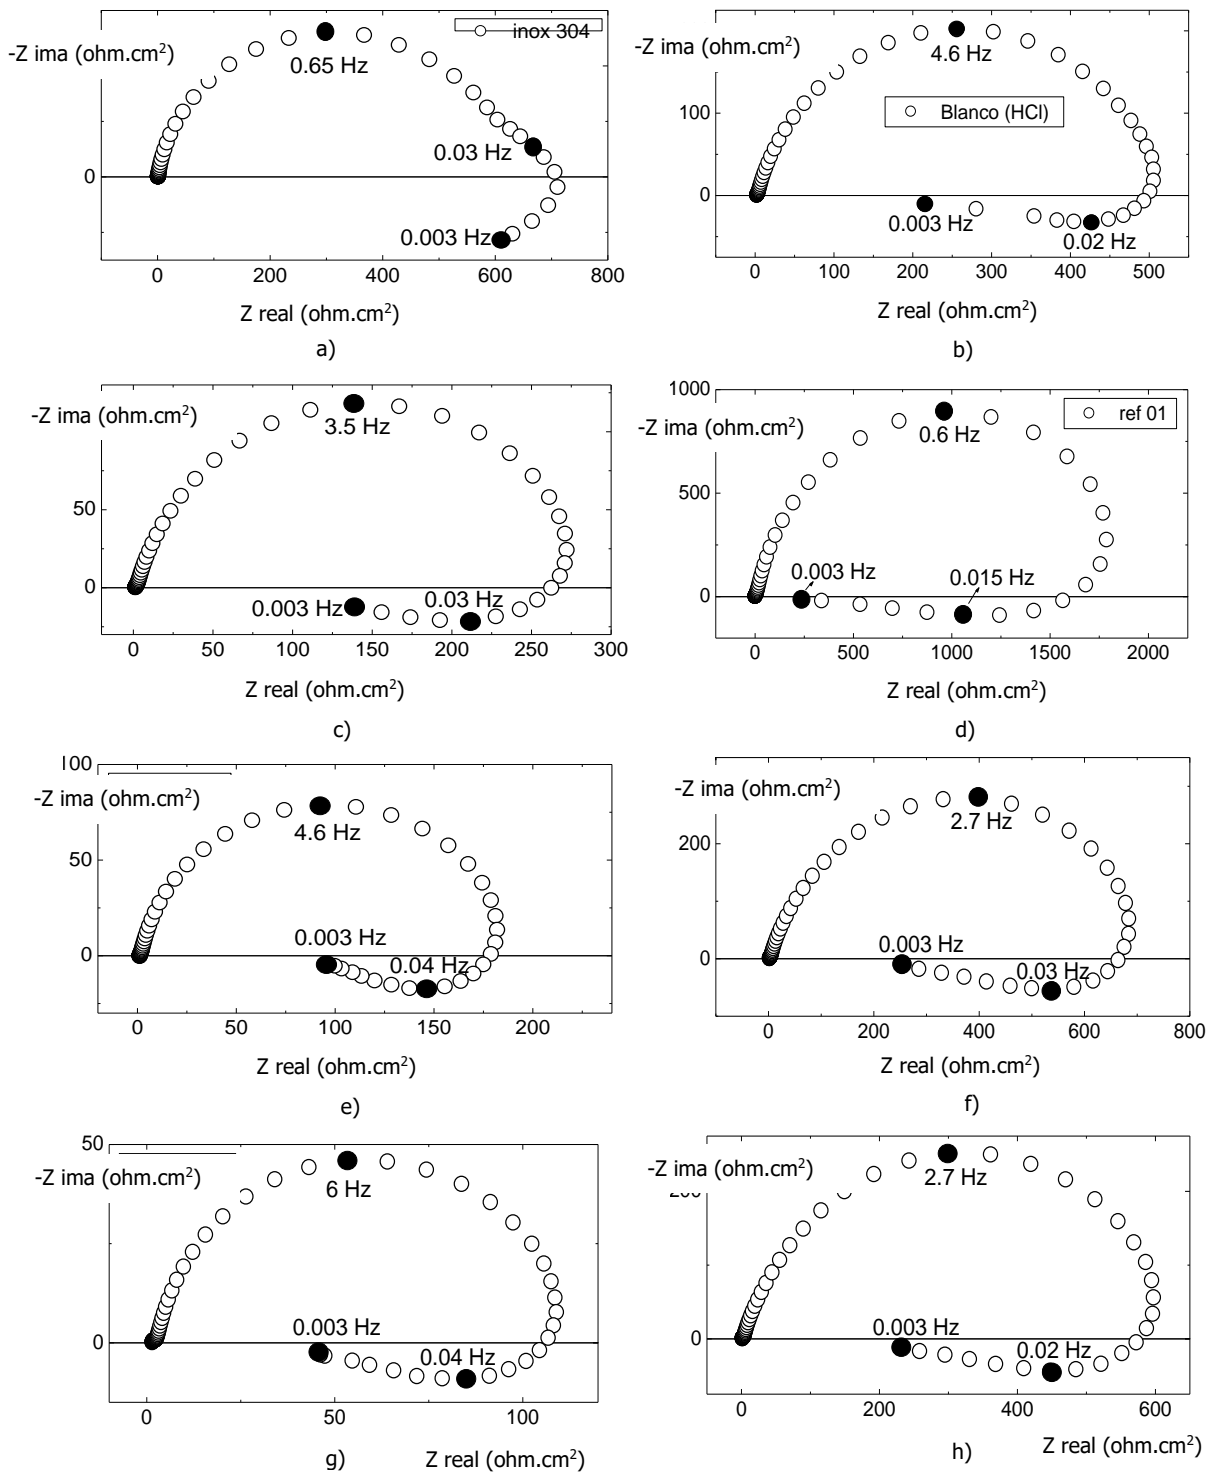 -Z ima (ohm.cm²)
inox 304
0.65 Hz
0.03 Hz
0
0.003 Hz
0 200 400 600 800
Z real (ohm.cm²)
a)
-Z ima (ohm.cm²)
4.6 Hz
100
Blanco (HCl)
0
0.003 Hz
0.02 Hz
0 100 200 300 400 500
Z real (ohm.cm²)
b)
-Z ima (ohm.cm²)
3.5 Hz
50
0
0.003 Hz
0.03 Hz
0 50 100 150 200 250 300
Z real (ohm.cm²)
c)
1000
-Z ima (ohm.cm²)
ref 01
0.6 Hz
500
0.003 Hz
0.015 Hz
0
0 500 1000 1500 2000
Z real (ohm.cm²)
d)
100
-Z ima (ohm.cm²)
4.6 Hz
50
0.003 Hz
0.04 Hz
0
0 50 100 150 200
Z real (ohm.cm²)
e)
-Z ima (ohm.cm²)
2.7 Hz
200
0.003 Hz
0.03 Hz
0
0 200 400 600 800
Z real (ohm.cm²)
f)
50
-Z ima (ohm.cm²)
6 Hz
0.003 Hz
0.04 Hz
0
0 50 100
g)
Z real (ohm.cm²)
-Z ima (ohm.cm²)
2.7 Hz
200
0.003 Hz
0.02 Hz
0
0 200 400 600
h)
Z real (ohm.cm²)